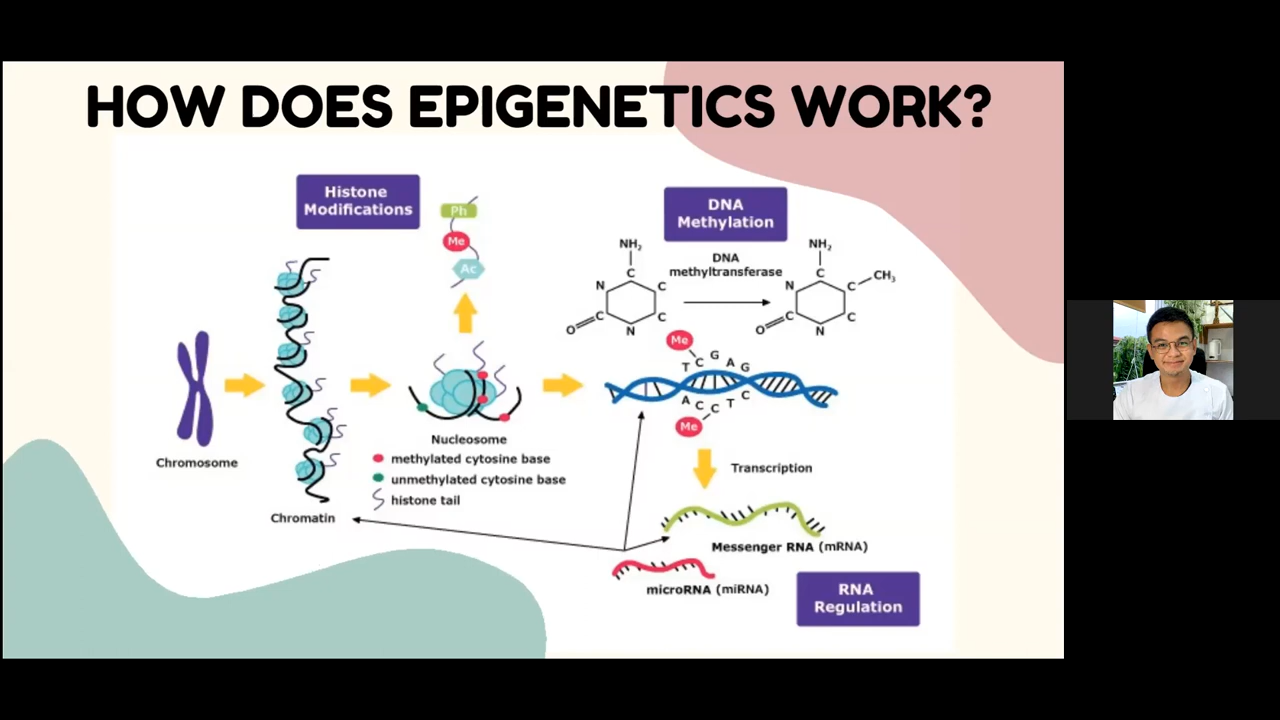 HOW DOES EPIGENETICS WORK?
Histone
Modifications
Ph
Me
Ac
Chromosome
Chromatin
Nucleosome
methylated cytosine base
unmethylated cytosine base
histone tail
DNA
Methylation
NH2
C
N
C
C
N
C
O
DNA
methyltransferase
NH2
C
N
C
CH3
C
N
C
O
Me
T C G A G
A C C T C
Me
Transcription
Messenger RNA (mRNA)
microRNA (miRNA)
RNA
Regulation